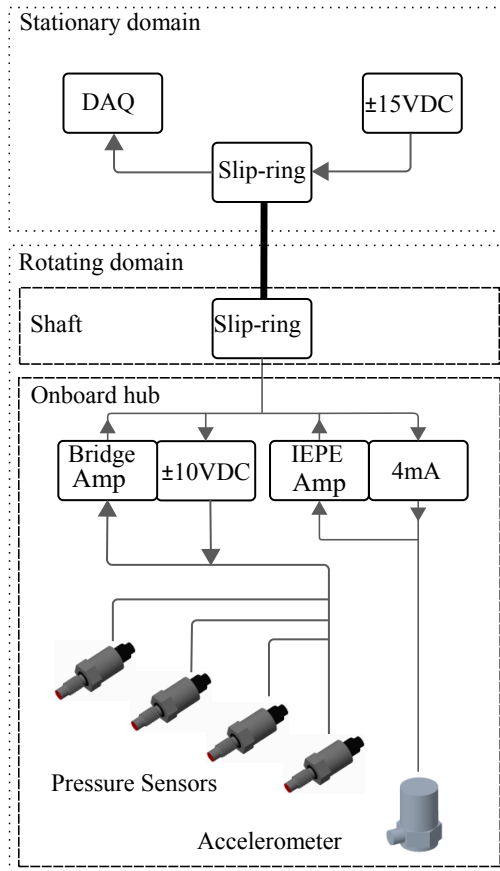 Stationary domain
DAQ
±15VDC
Slip-ring
Rotating domain
Shaft
Slip-ring
Onboard hub
Bridge
Amp
±10VDC
IEPE
Amp
4mA
Pressure Sensors
Accelerometer